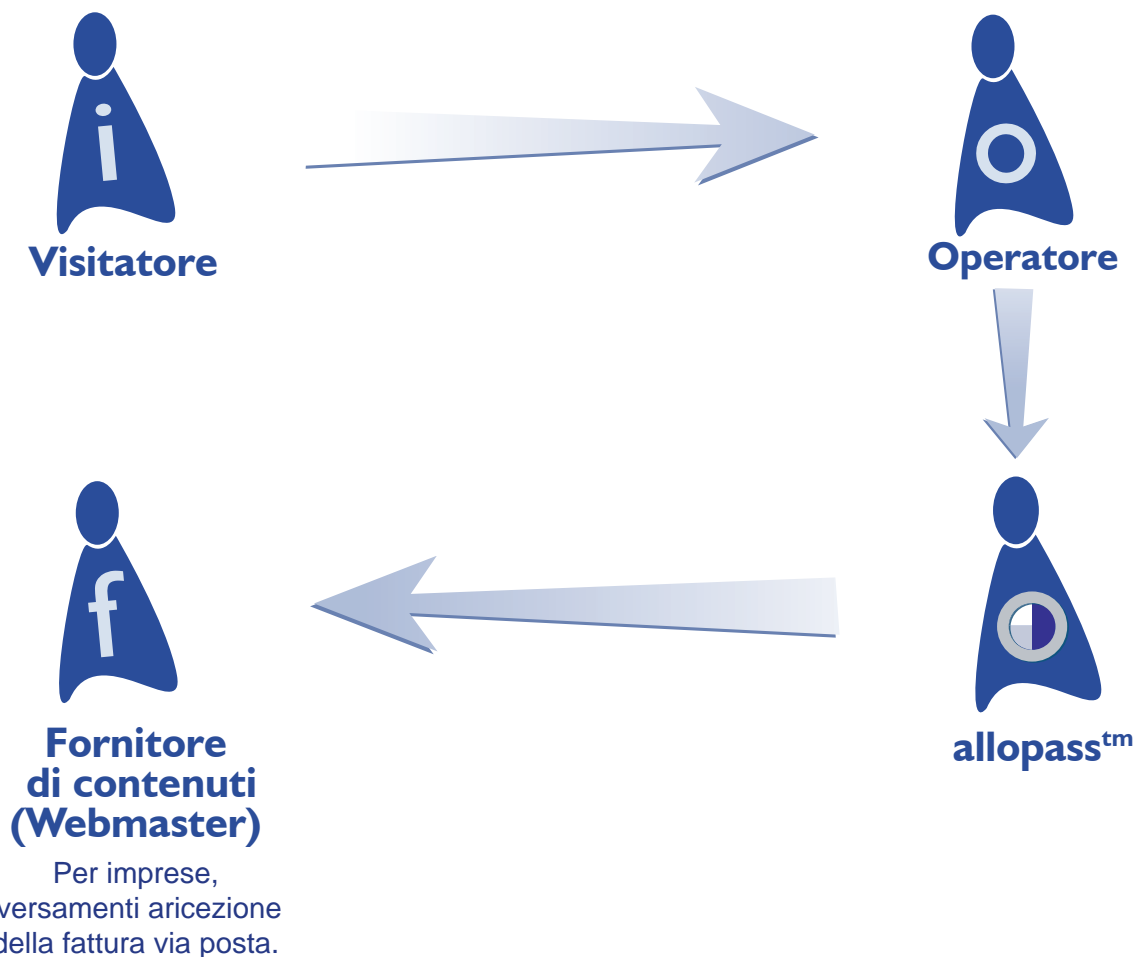 i
o
Visitatore
Operatore
f
Fornitore
di contenuti
(Webmaster)
allopass™
Per imprese,
versamenti aricezione
della fattura via posta.